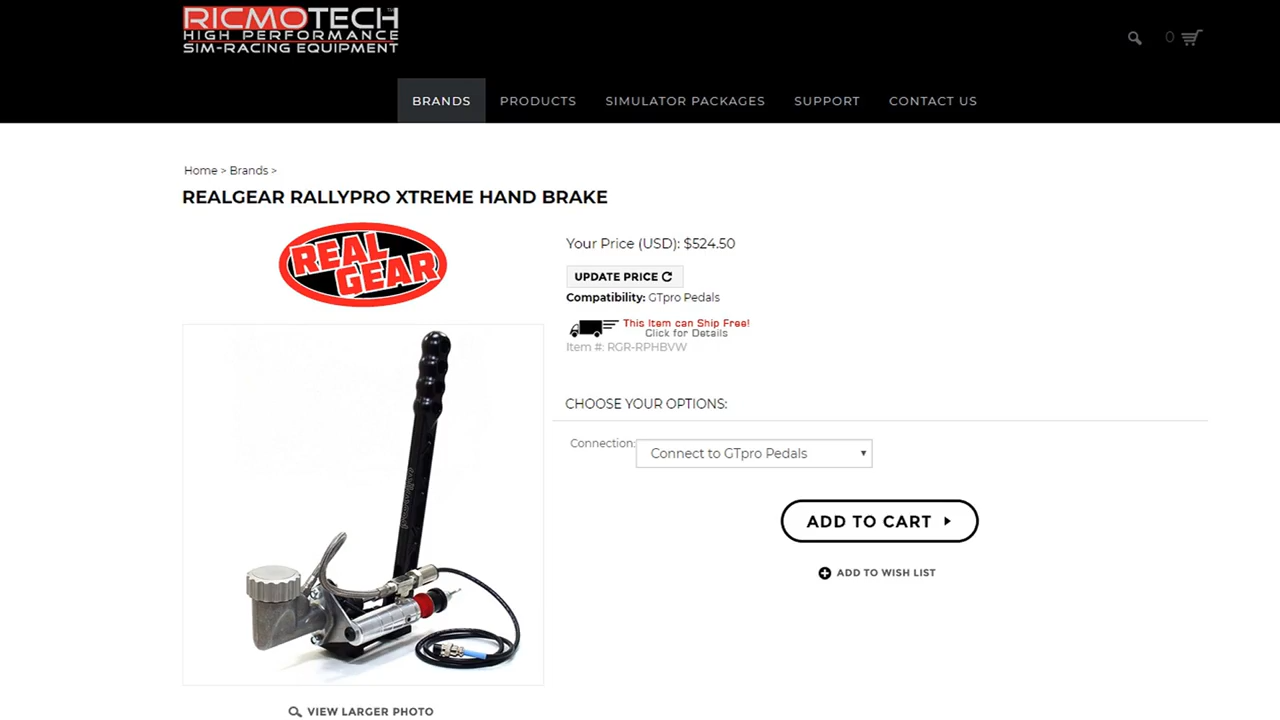 RICMOTECH
HIGH PERFORMANCE
SIM-RACING EQUIPMENT
0
BRANDS
PRODUCTS
SIMULATOR PACKAGES
SUPPORT
CONTACT US
Home > Brands >
REALGEAR RALLYPRO XTREME HAND BRAKE
REAL
GEAR
Your Price (USD): $524.50
UPDATE PRICE
Compatibility: GTpro Pedals
This Item can Ship Free!
Click for Details
Item #: RGR-RPHBVW
CHOOSE YOUR OPTIONS:
Connection:
Connect to GTpro Pedals
ADD TO CART
ADD TO WISH LIST
VIEW LARGER PHOTO